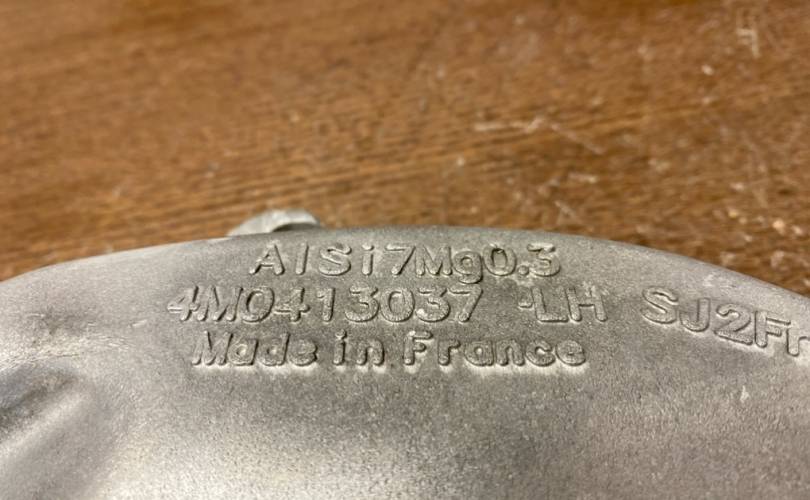 AlSi7Mg0.3
4M0413037 LH SJ2Fr
Made in France